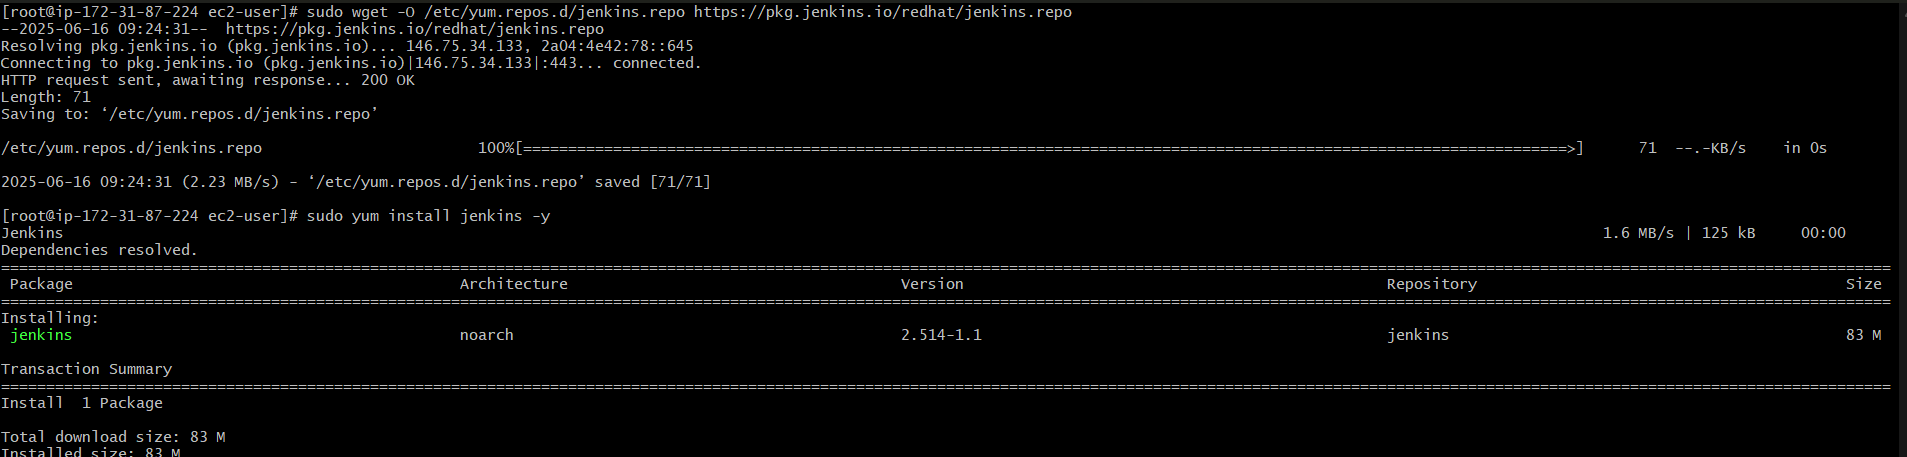 [root@ip-172-31-87-224 ec2-user]# sudo wget -O /etc/yum.repos.d/jenkins.repo https://pkg.jenkins.io/redhat/jenkins.repo
--2025-06-16 09:24:31--  https://pkg.jenkins.io/redhat/jenkins.repo
Resolving pkg.jenkins.io (pkg.jenkins.io)... 146.75.34.133, 2a04:4e42:78::645
Connecting to pkg.jenkins.io (pkg.jenkins.io)|146.75.34.133|:443... connected.
HTTP request sent, awaiting response... 200 OK
Length: 71
Saving to: ‘/etc/yum.repos.d/jenkins.repo’
/etc/yum.repos.d/jenkins.repo 100%[====================================================================================================================>] 71 --.-KB/s in 0s
2025-06-16 09:24:31 (2.23 MB/s) - ‘/etc/yum.repos.d/jenkins.repo’ saved [71/71]
[root@ip-172-31-87-224 ec2-user]# sudo yum install jenkins -y
Jenkins 1.6 MB/s | 125 kB 00:00
Dependencies resolved.
Package Architecture Version Repository Size
Installing:
jenkins noarch 2.514-1.1 jenkins 83 M
Transaction Summary
Install  1 Package
Total download size: 83 M
Installed size: 83 M